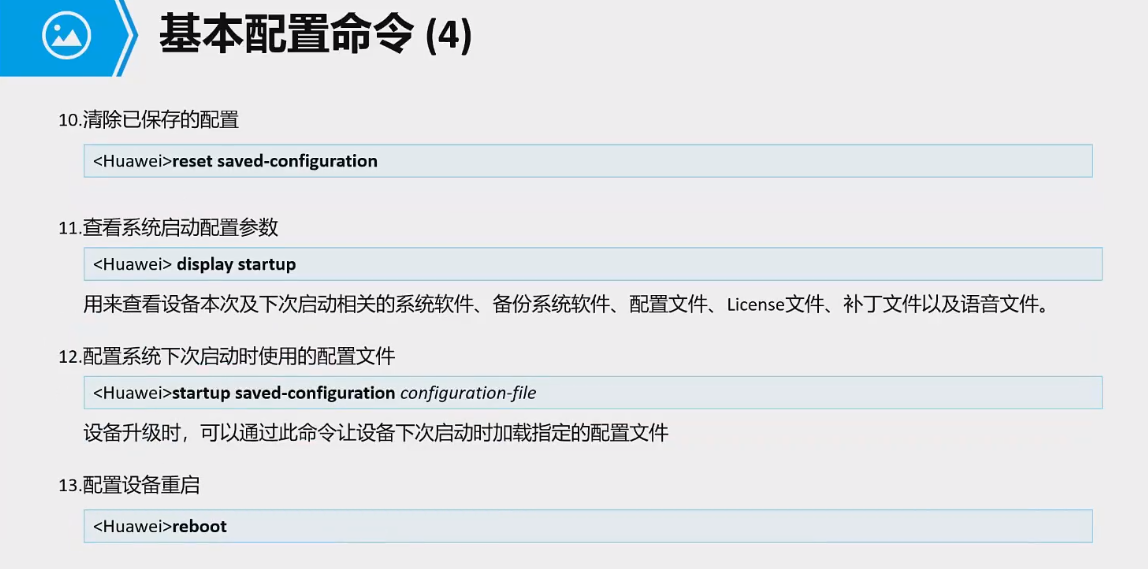 基本配置命令 (4)
10.清除已保存的配置
<Huawei>reset saved-configuration
11.查看系统启动配置参数
<Huawei> display startup
用来查看设备本次及下次启动相关的系统软件、备份系统软件、配置文件、License文件、补丁文件以及语音文件。
12.配置系统下次启动时使用的配置文件
<Huawei>startup saved-configuration configuration-file
设备升级时，可以通过此命令让设备下次启动时加载指定的配置文件
13.配置设备重启
<Huawei>reboot